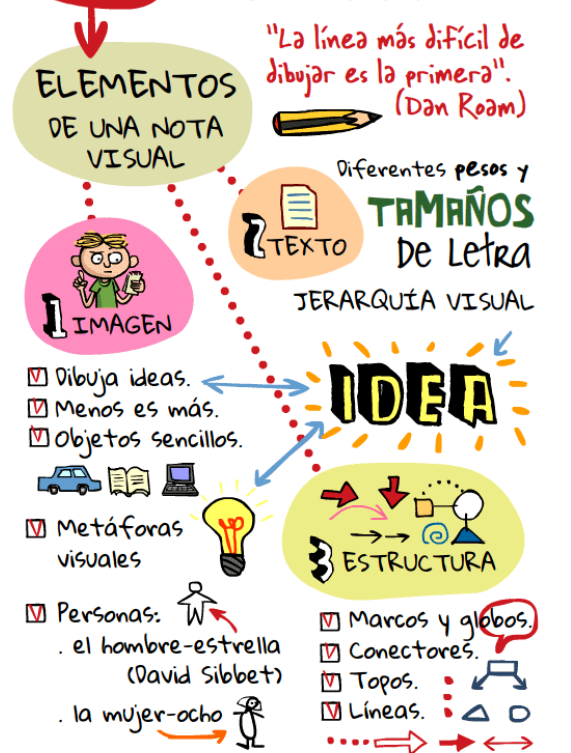 "La línea más difícil de
dibujar es la primera".
(Dan Roam)
ELEMENTOS
DE UNA NOTA
VISUAL
1 IMAGEN
Dibuja ideas.
Menos es más.
Objetos sencillos.
Metáforas
visuales
Personas:
. el hombre-estrella
(David Sibbet)
. la mujer-ocho
2 TEXTO
Diferentes pesos y
TAMAÑOS
De Letra
JERARQUÍA VISUAL
IDEA
3 ESTRUCTURA
Marcos y globos.
Conectores.
Topos.
Líneas.